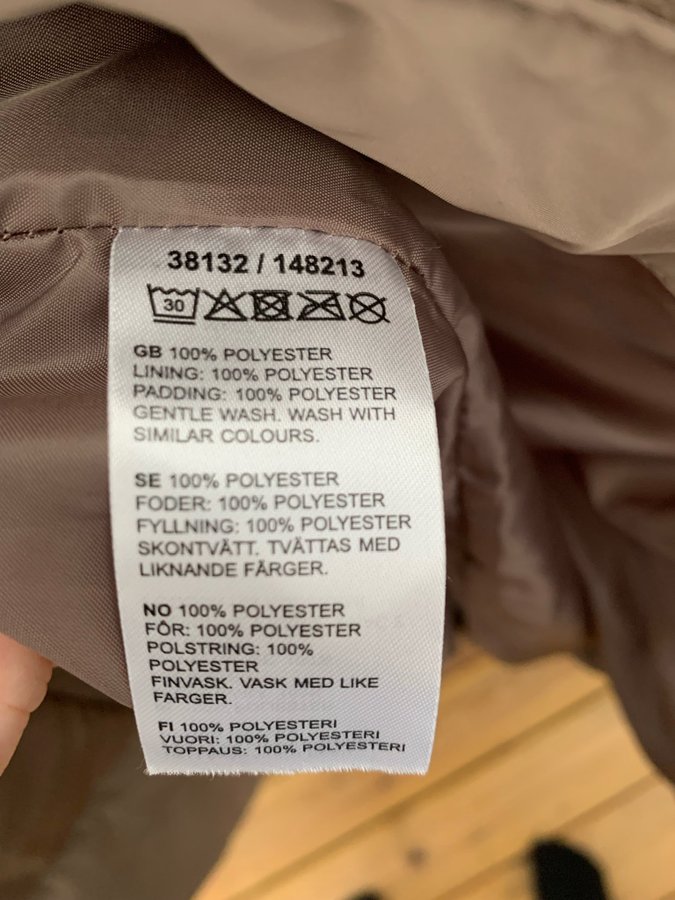 38132 / 148213
30
GB 100% POLYESTER
LINING: 100% POLYESTER
PADDING: 100% POLYESTER
GENTLE WASH. WASH WITH
SIMILAR COLOURS.
SE 100% POLYESTER
FODER: 100% POLYESTER
FYLLNING: 100% POLYESTER
SKONTVÄTT. TVÄTTAS MED
LIKNANDE FÄRGER.
NO 100% POLYESTER
FÔR: 100% POLYESTER
POLSTRING: 100%
POLYESTER
FINVASK. VASK MED LIKE
FARGER.
FI 100% POLYESTERI
VUORI: 100% POLYESTERI
TOPPAUS: 100% POLYESTERI